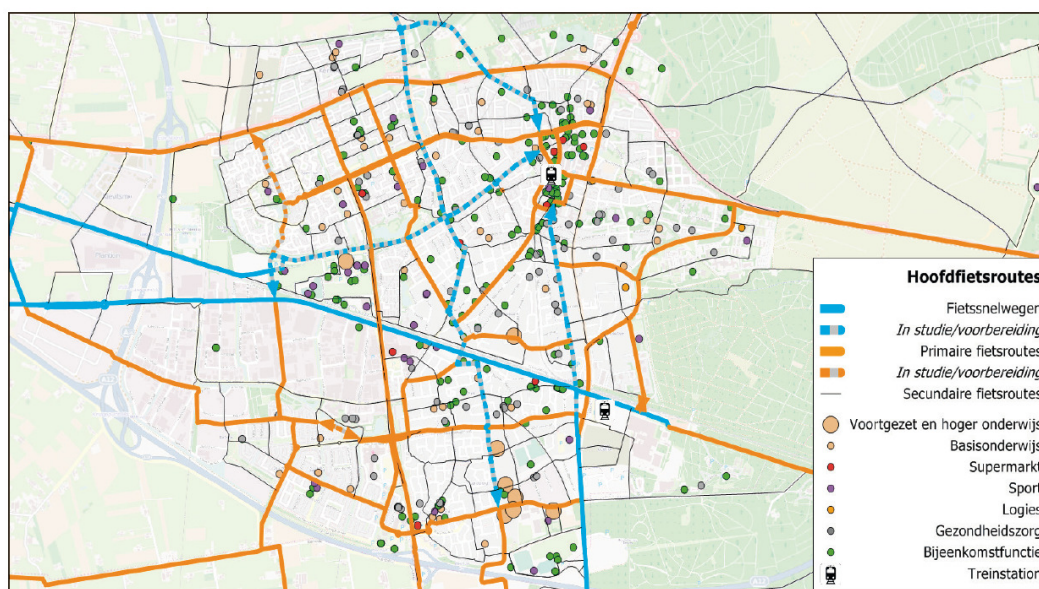 Hoofdfietsroutes
Fietssnelwegen
In studie/voorbereiding
Primaire fietsroutes
In studie/voorbereiding
Secundaire fietsroutes
Voortgezet en hoger onderwijs
Basisonderwijs
Supermarkt
Sport
Logies
Gezondheidszorg
Bijeenkomstfunctie
Treinstation